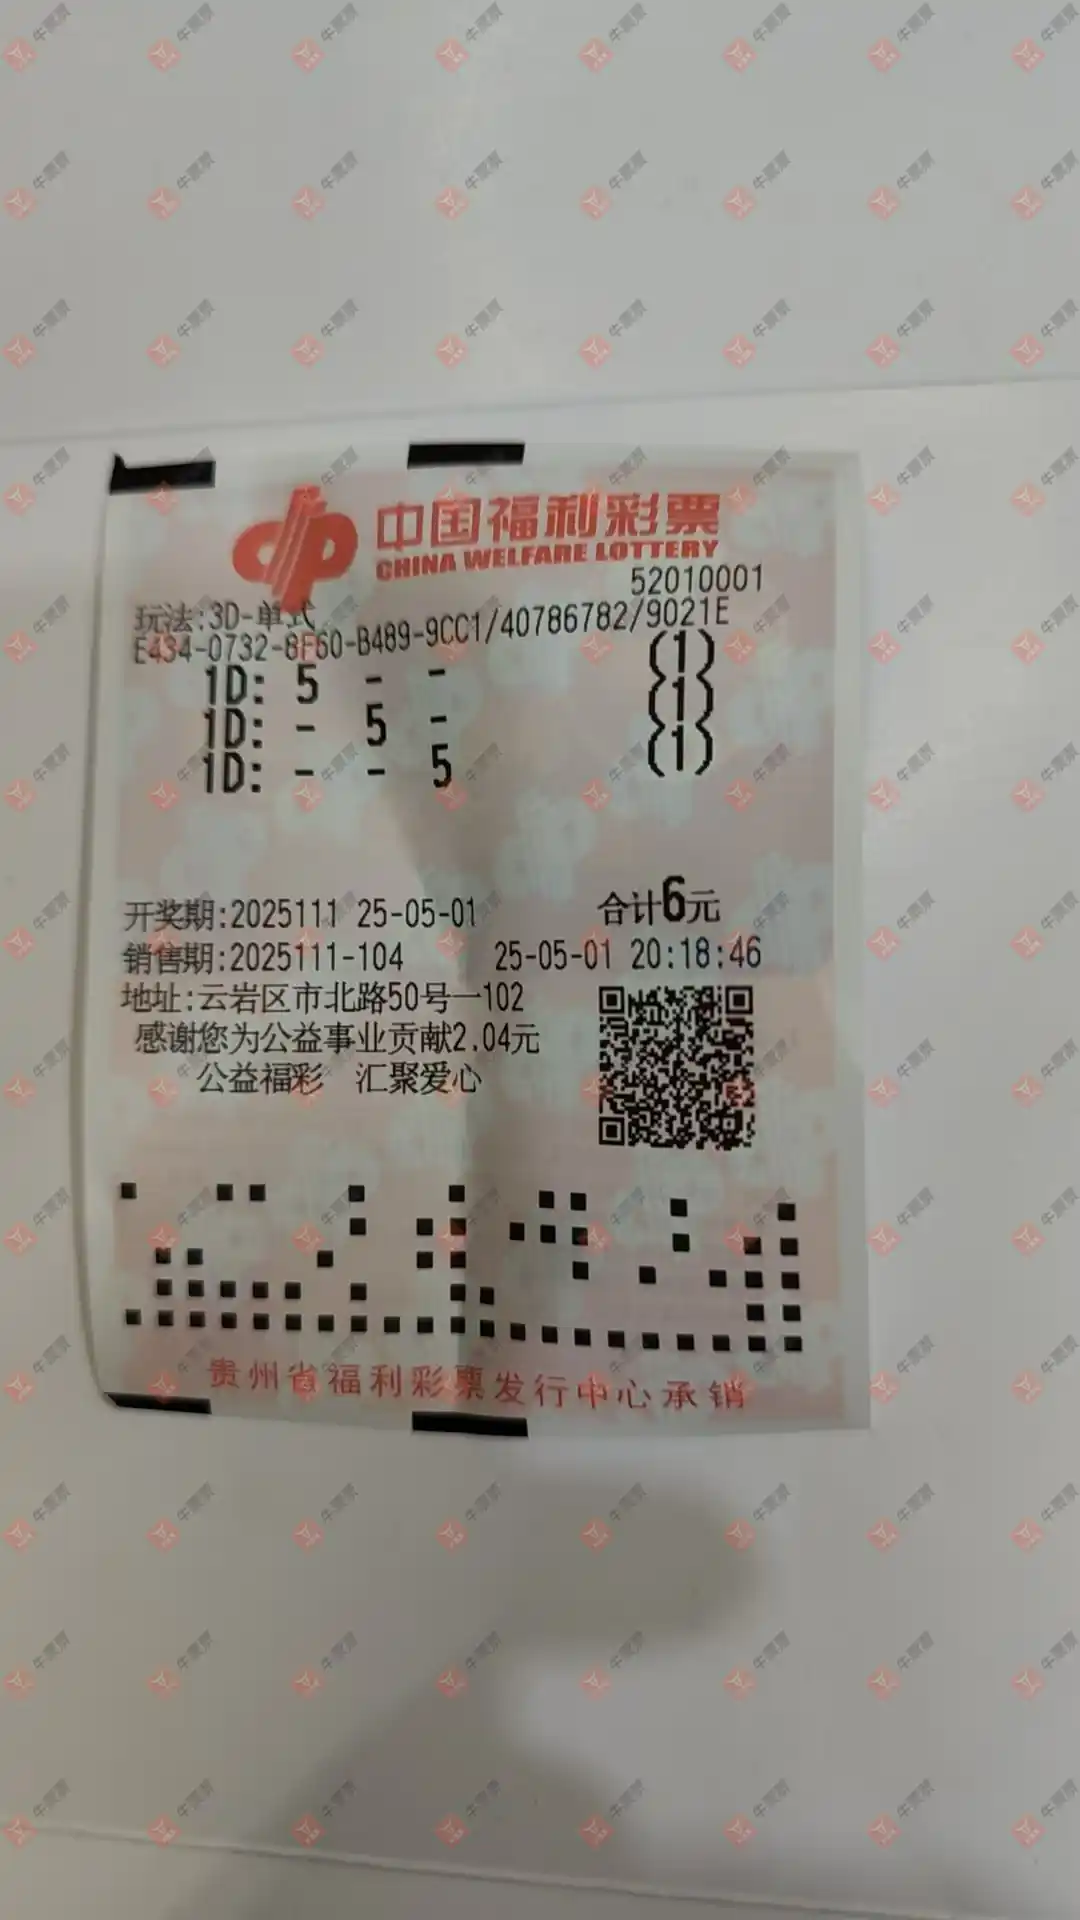 中国福利彩票
CHINA WELFARE LOTTERY
52010001
玩法:3D-单式
E434-0732-8F60-B489-9CC1/40786782/9021E
1D: 5 - - (1)
1D: - 5 - (1)
1D: - - 5 (1)
开奖期:2025111 25-05-01 合计6元
销售期:2025111-104 25-05-01 20:18:46
地址:云岩区市北路50号一102
感谢您为公益事业贡献2.04元
公益福彩 汇聚爱心
贵州省福利彩票发行中心承销